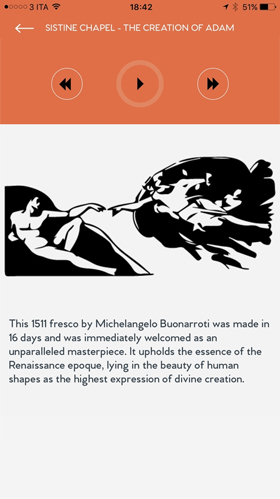 3 ITA 18:42 51%
SISTINE CHAPEL - THE CREATION OF ADAM
This 1511 fresco by Michelangelo Buonarroti was made in
16 days and was immediately welcomed as an
unparalleled masterpiece. It upholds the essence of the
Renaissance epoque, lying in the beauty of human
shapes as the highest expression of divine creation.